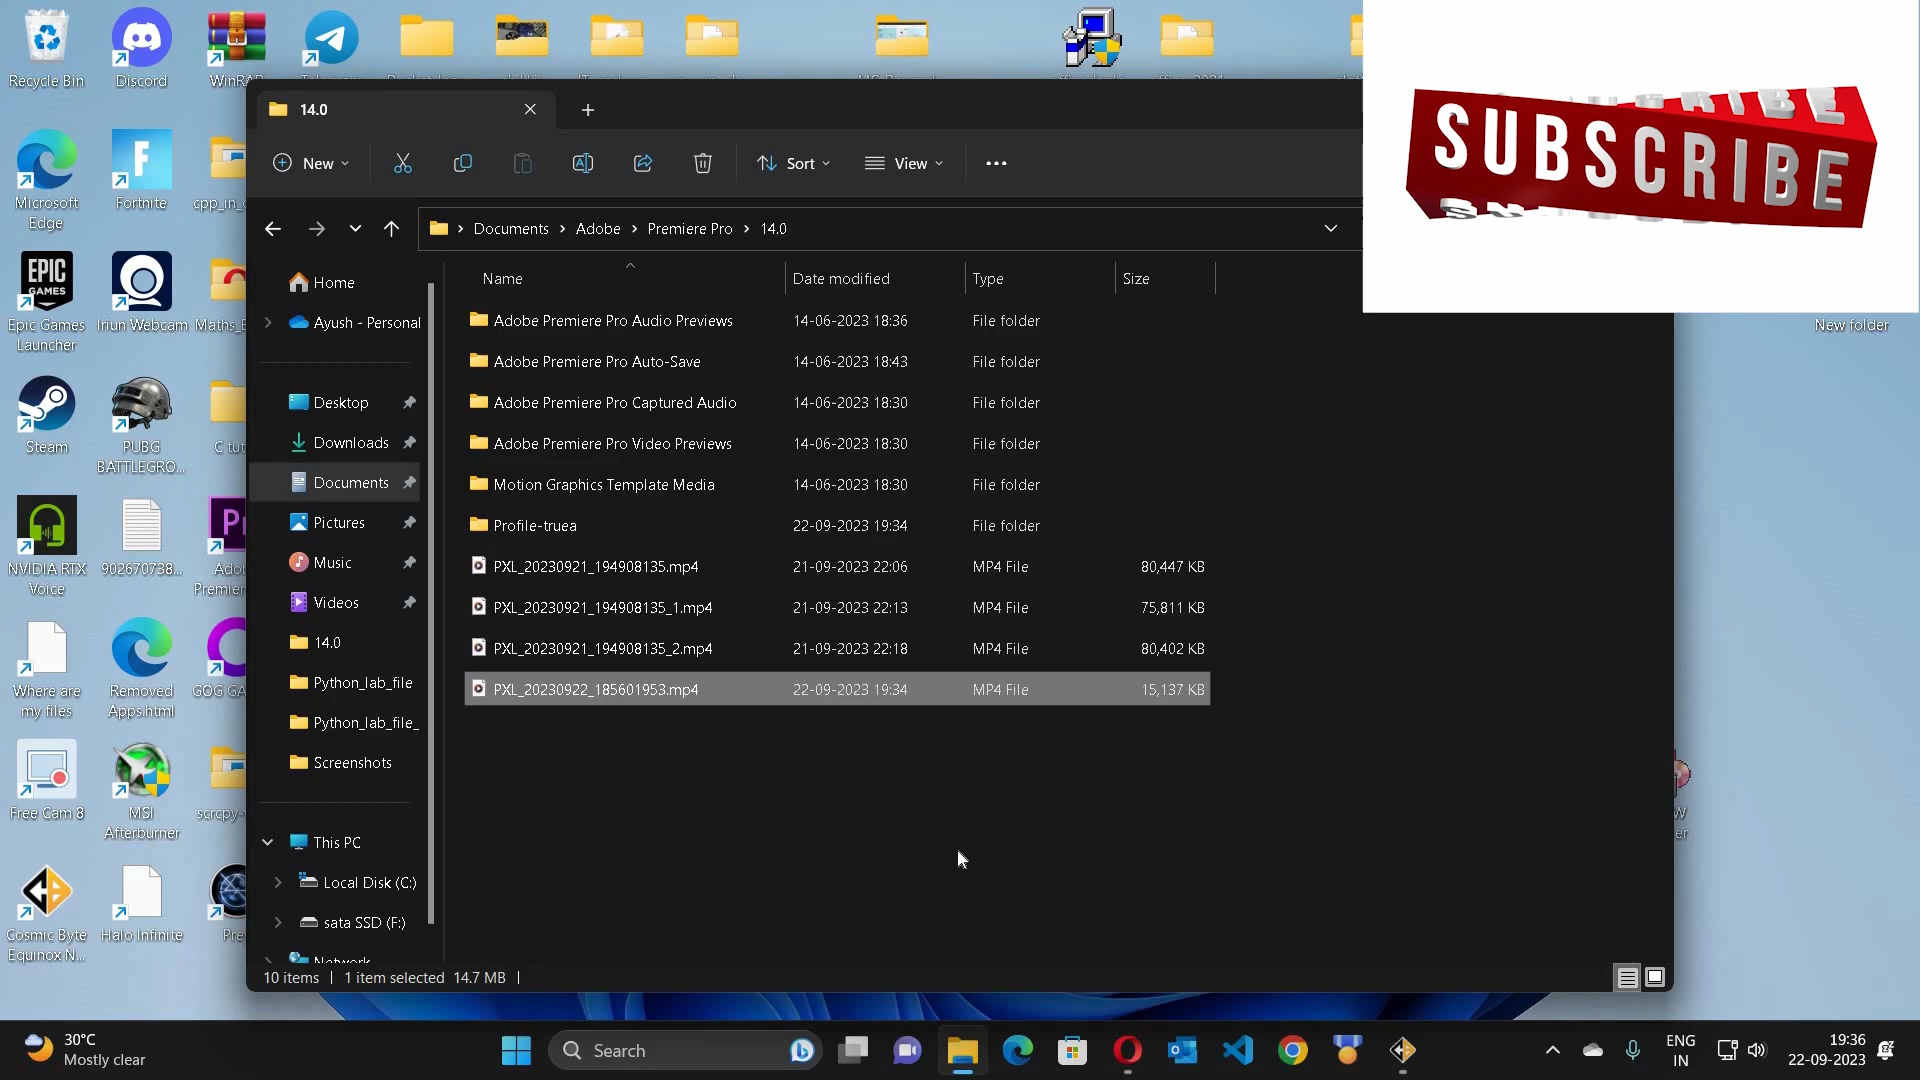 Recycle Bin
Discord
WinRAR
14.0
SUBSCRIBE
New
Sort
View
Microsoft
Edge
Fortnite
Documents
Adobe
Premiere Pro
14.0
EPIC
GAMES
Epic Games
Launcher
Iriun Webcam
Home
Ayush - Personal
Name
Date modified
Type
Size
New folder
Adobe Premiere Pro Audio Previews 14-06-2023 18:36 File folder
Adobe Premiere Pro Auto-Save 14-06-2023 18:43 File folder
Adobe Premiere Pro Captured Audio 14-06-2023 18:30 File folder
Adobe Premiere Pro Video Previews 14-06-2023 18:30 File folder
Motion Graphics Template Media 14-06-2023 18:30 File folder
Profile-truea 22-09-2023 19:34 File folder
PXL_20230921_194908135.mp4 21-09-2023 22:06 MP4 File 80,447 KB
PXL_20230921_194908135_1.mp4 21-09-2023 22:13 MP4 File 75,811 KB
PXL_20230921_194908135_2.mp4 21-09-2023 22:18 MP4 File 80,402 KB
PXL_20230922_185601953.mp4 22-09-2023 19:34 MP4 File 15,137 KB
Desktop
Downloads
Documents
Pictures
Music
Videos
14.0
Python_lab_file
Python_lab_file_
Screenshots
This PC
Local Disk (C:)
sata SSD (F:)
Network
Steam
PUBG
BATTLEGRO...
C tut
NVIDIA RTX
Voice
902670738...
Pr
Where are
my files
Removed
Apps.html
GOG GA
Free Cam 8
MSI
Afterburner
scrcpy-
Cosmic Byte
Equinox N...
Halo Infinite
10 items
1 item selected 14.7 MB
30°C
Mostly clear
Search
ENG
IN
19:36
22-09-2023